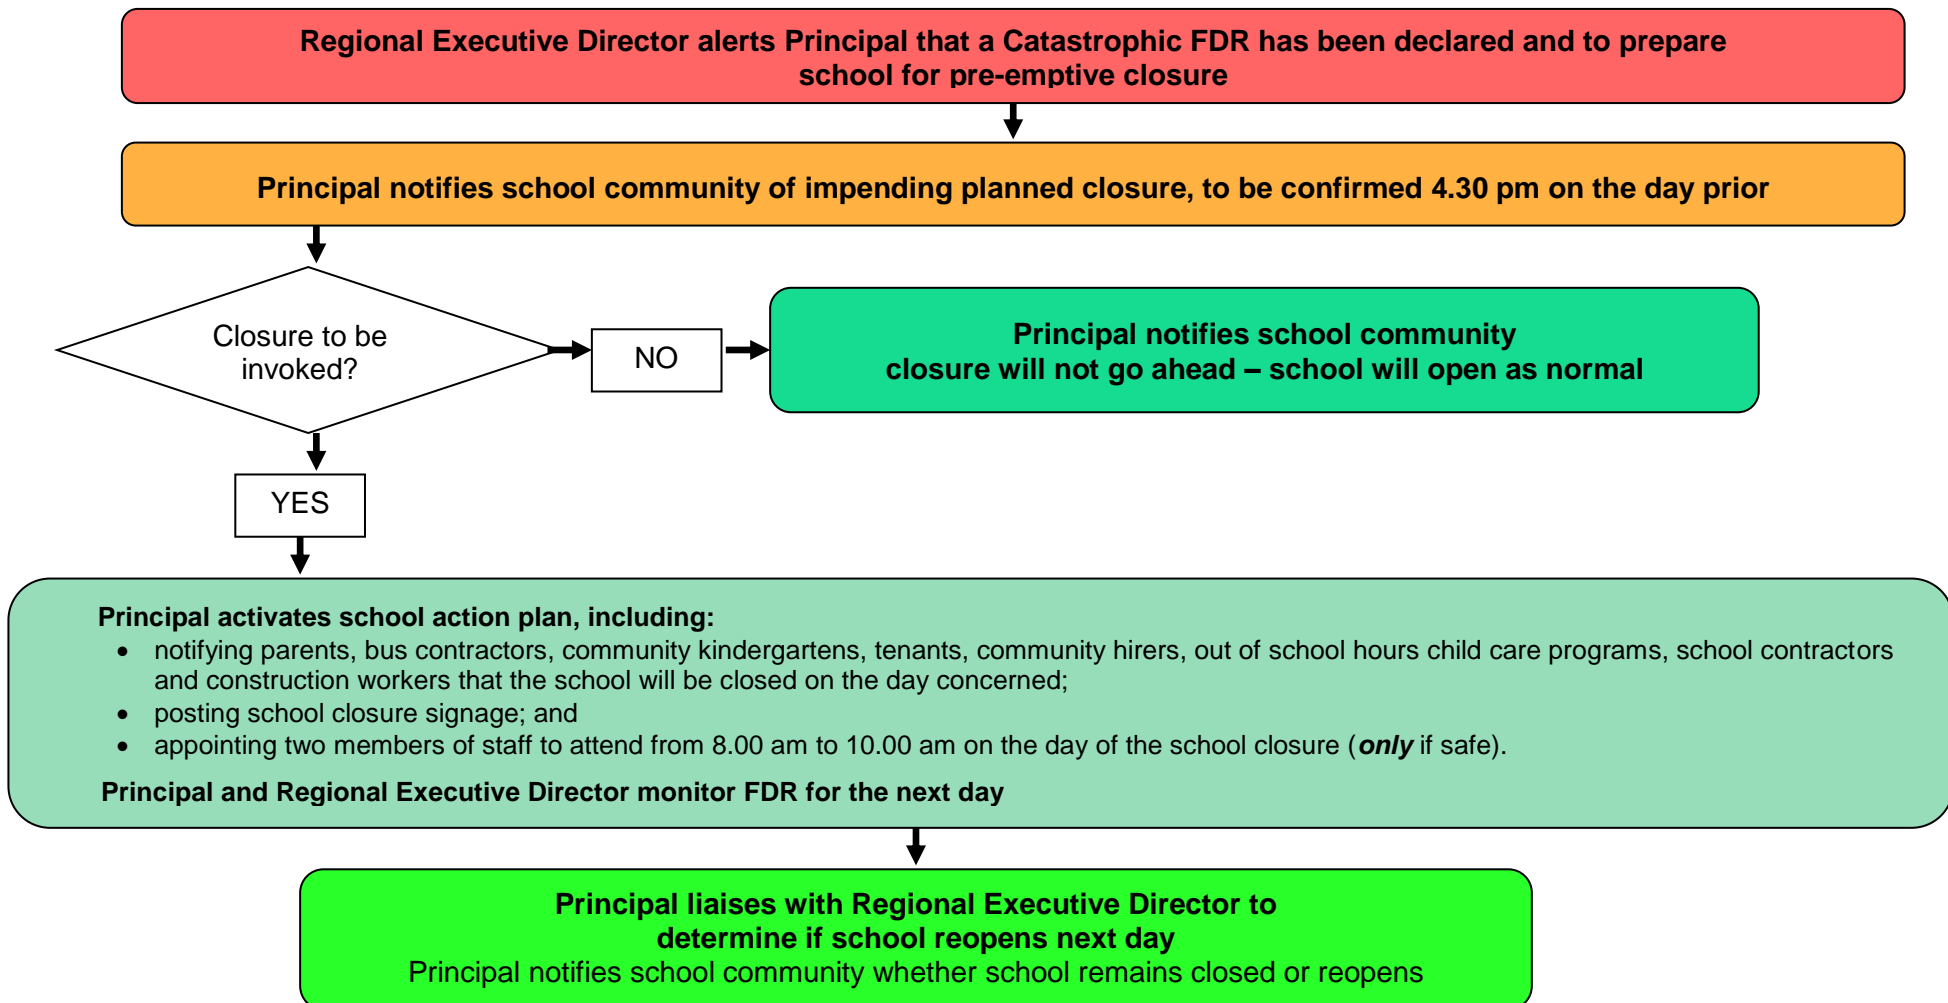 Regional Executive Director alerts Principal that a Catastrophic FDR has been declared and to prepare
school for pre-emptive closure
Principal notifies school community of impending planned closure, to be confirmed 4.30 pm on the day prior
Closure to be
invoked?
NO
Principal notifies school community
closure will not go ahead – school will open as normal
YES
Principal activates school action plan, including:
• notifying parents, bus contractors, community kindergartens, tenants, community hirers, out of school hours child care programs, school contractors
and construction workers that the school will be closed on the day concerned;
• posting school closure signage; and
• appointing two members of staff to attend from 8.00 am to 10.00 am on the day of the school closure (only if safe).
Principal and Regional Executive Director monitor FDR for the next day
Principal liaises with Regional Executive Director to
determine if school reopens next day
Principal notifies school community whether school remains closed or reopens